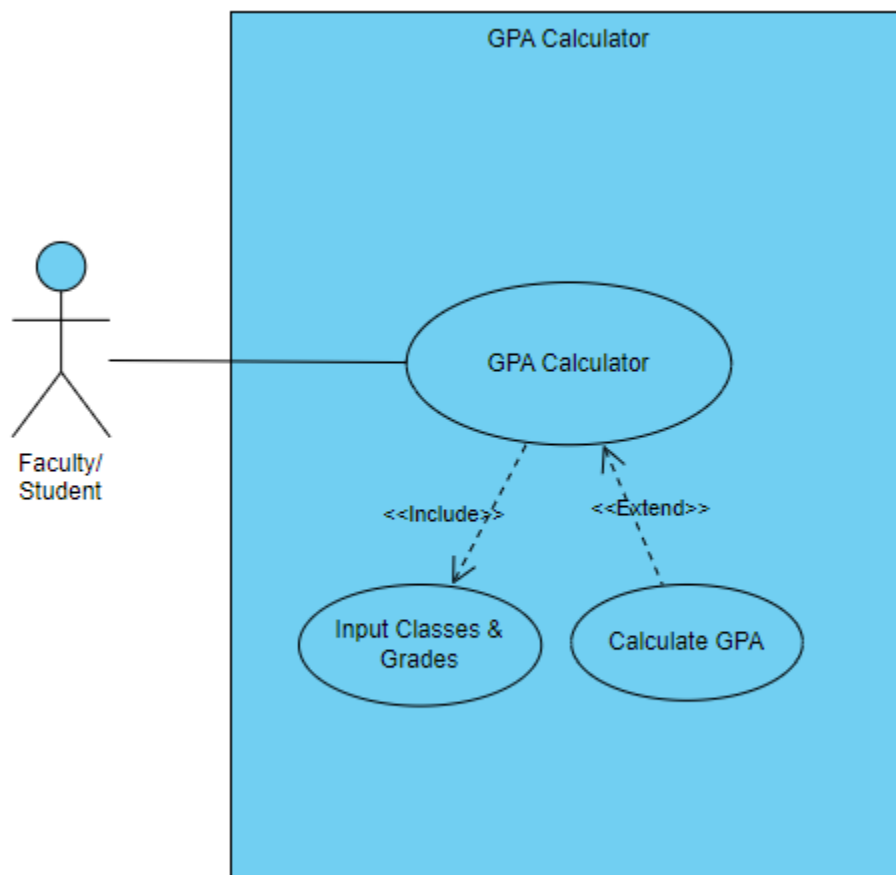 GPA Calculator
GPA Calculator
Faculty/
Student
<<Include>>
<<Extend>>
Input Classes &
Grades
Calculate GPA